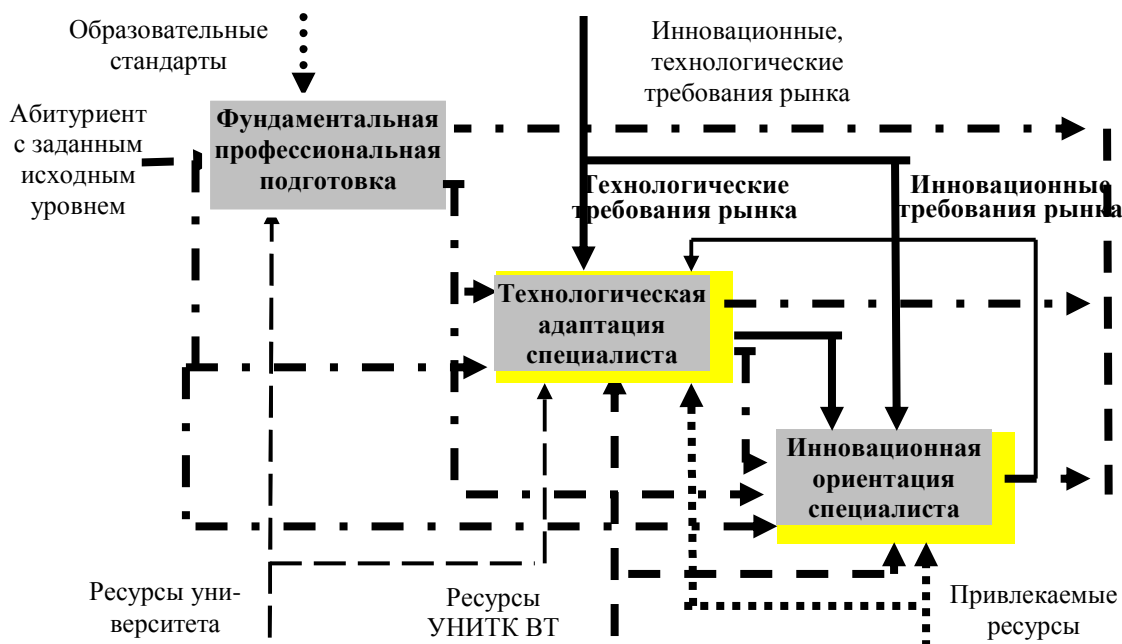 Образовательные
стандарты
Инновационные,
технологические
требования рынка
Абитуриент
с заданным
исходным
уровнем
Фундаментальная
профессиональная
подготовка
Технологические
требования рынка
Инновационные
требования рынка
Технологическая
адаптация
специалиста
Инновационная
ориентация
специалиста
Ресурсы уни-
верситета
Ресурсы
УНИТК ВТ
Привлекаемые
ресурсы